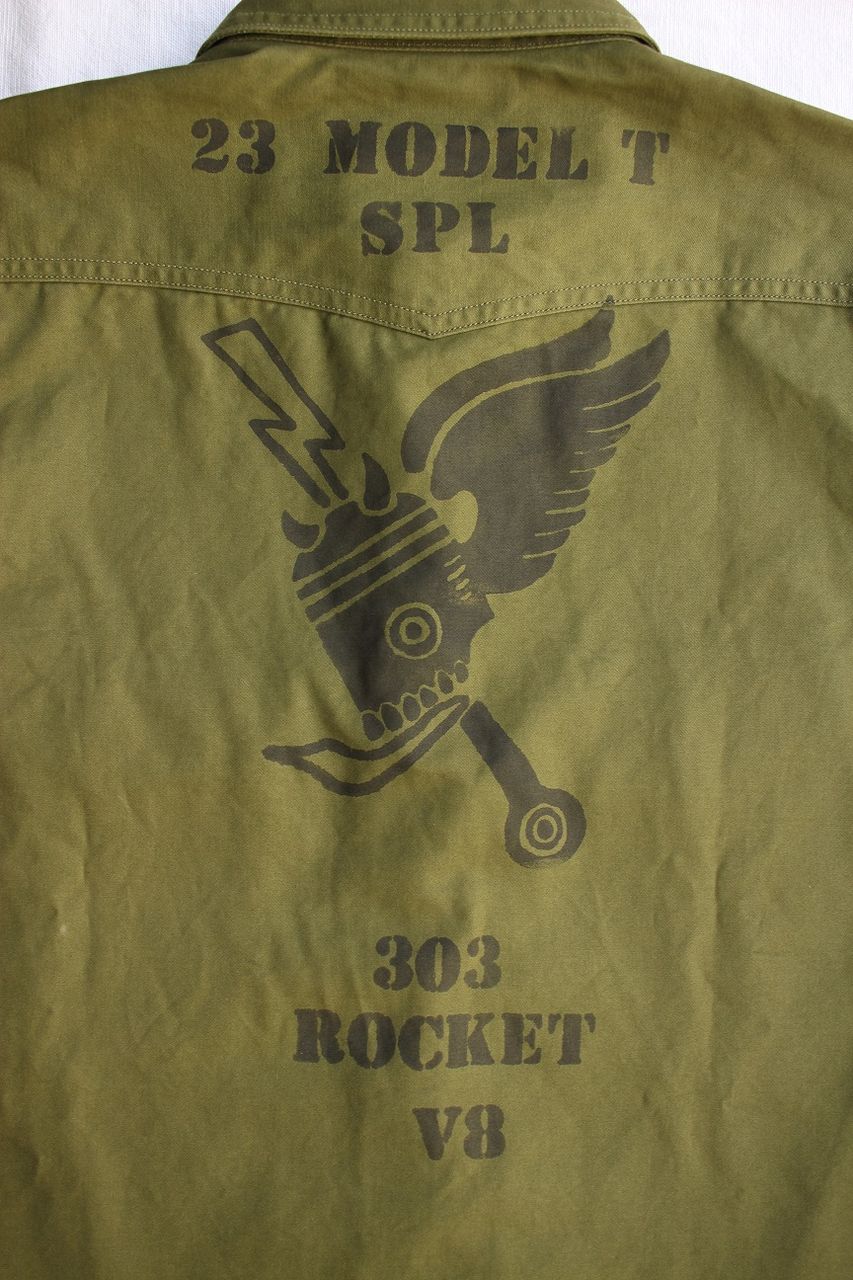 23 MODEL T
SPL
303
ROCKET
V8